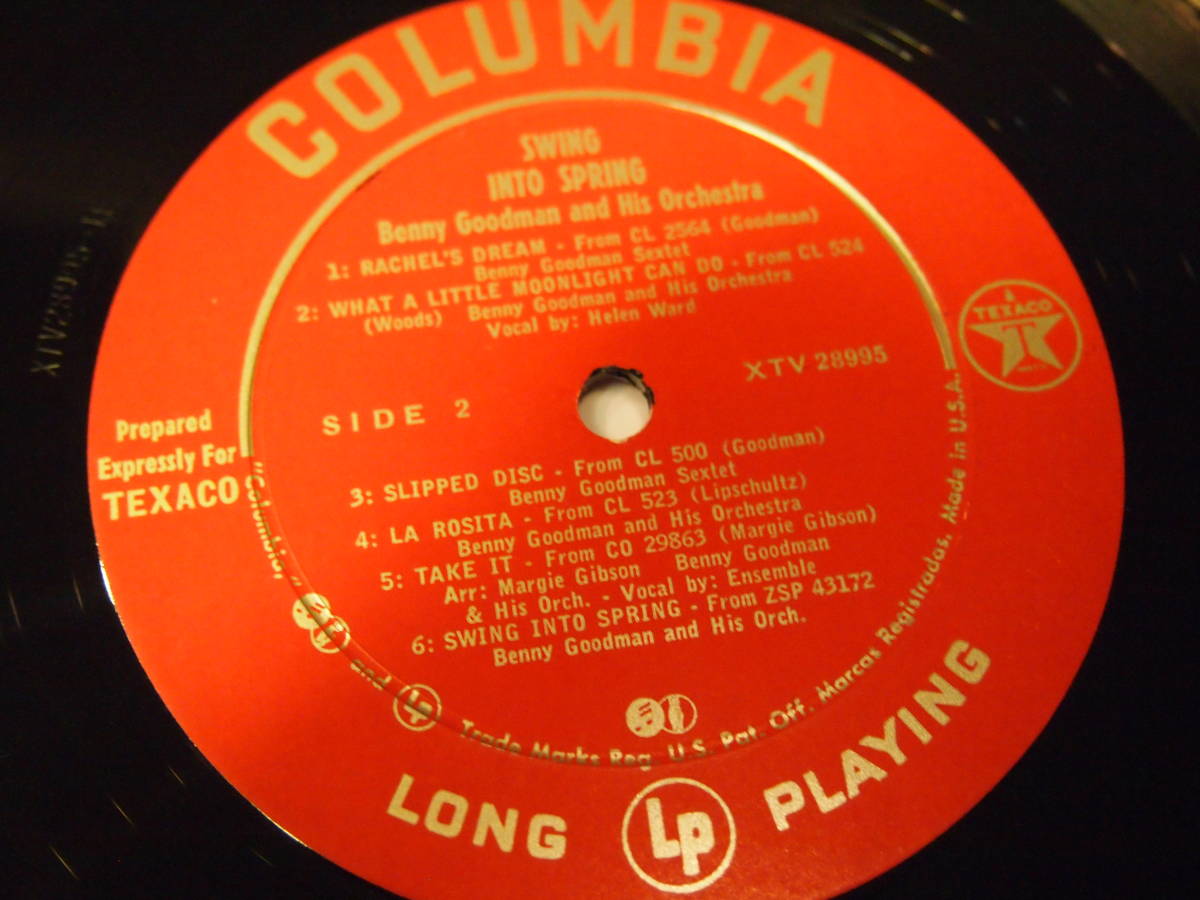 COLUMBIA
SWING
INTO SPRING
Benny Goodman and His Orchestra
1: RACHEL'S DREAM - From CL 2564 (Goodman)
Benny Goodman Sextet
2: WHAT A LITTLE MOONLIGHT CAN DO - From CL 524
(Woods) Benny Goodman and His Orchestra
Vocal by: Helen Ward
TEXACO
T
XTV 28995
SIDE 2
Prepared
Expressly For
TEXACO
3: SLIPPED DISC - From CL 500 (Goodman)
Benny Goodman Sextet
4: LA ROSITA - From CL 523 (Lipschultz)
Benny Goodman and His Orchestra
5: TAKE IT - From CO 29863 (Margie Gibson)
Arr: Margie Gibson Benny Goodman
& His Orch. - Vocal by: Ensemble
6: SWING INTO SPRING - From ZSP 43172
Benny Goodman and His Orch.
"Columbia," and Lp Trade Marks Reg. U.S. Pat. Off. Marcas Registradas. Made in U.S.A.
LONG Lp PLAYING